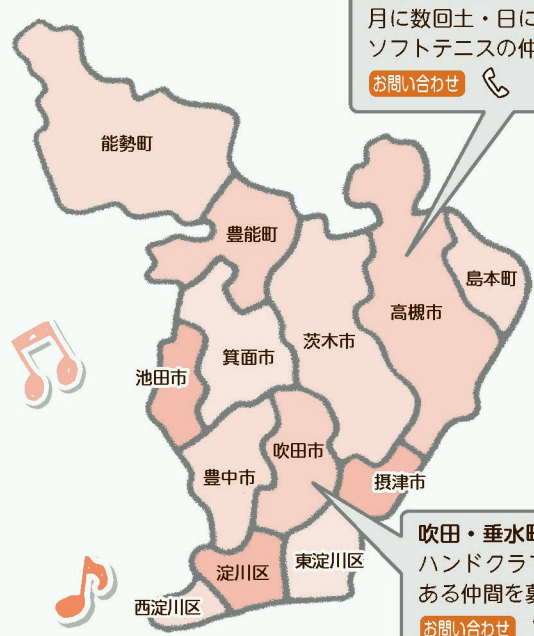 月に数回土・日に
ソフトテニスの仲
お問い合わせ
能勢町
豊能町
島本町
高槻市
茨木市
箕面市
池田市
吹田市
豊中市
摂津市
吹田・垂水町
ハンドクラフ
ある仲間を募
お問い合わせ
東淀川区
淀川区
西淀川区